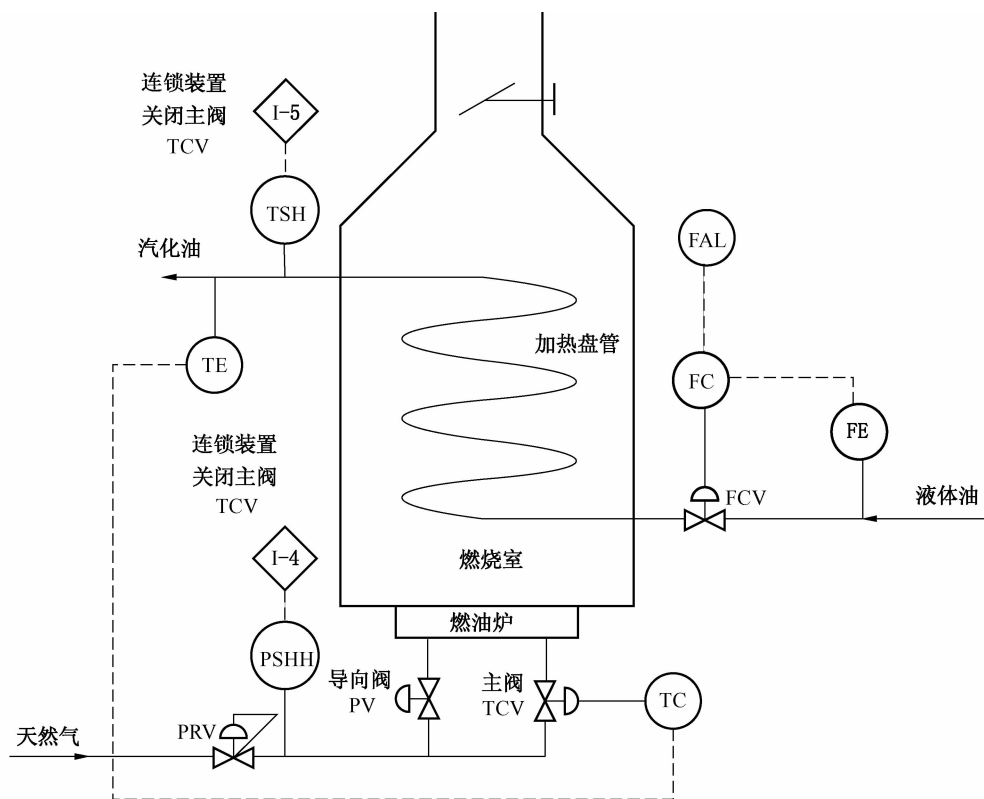 连锁装置
关闭主阀
TCV
I-5
TSH
汽化油
FAL
加热盘管
TE
FC
FE
连锁装置
关闭主阀
TCV
FCV
液体油
I-4
燃烧室
燃油炉
PSHH
导向阀
PV
主阀
TCV
TC
PRV
天然气